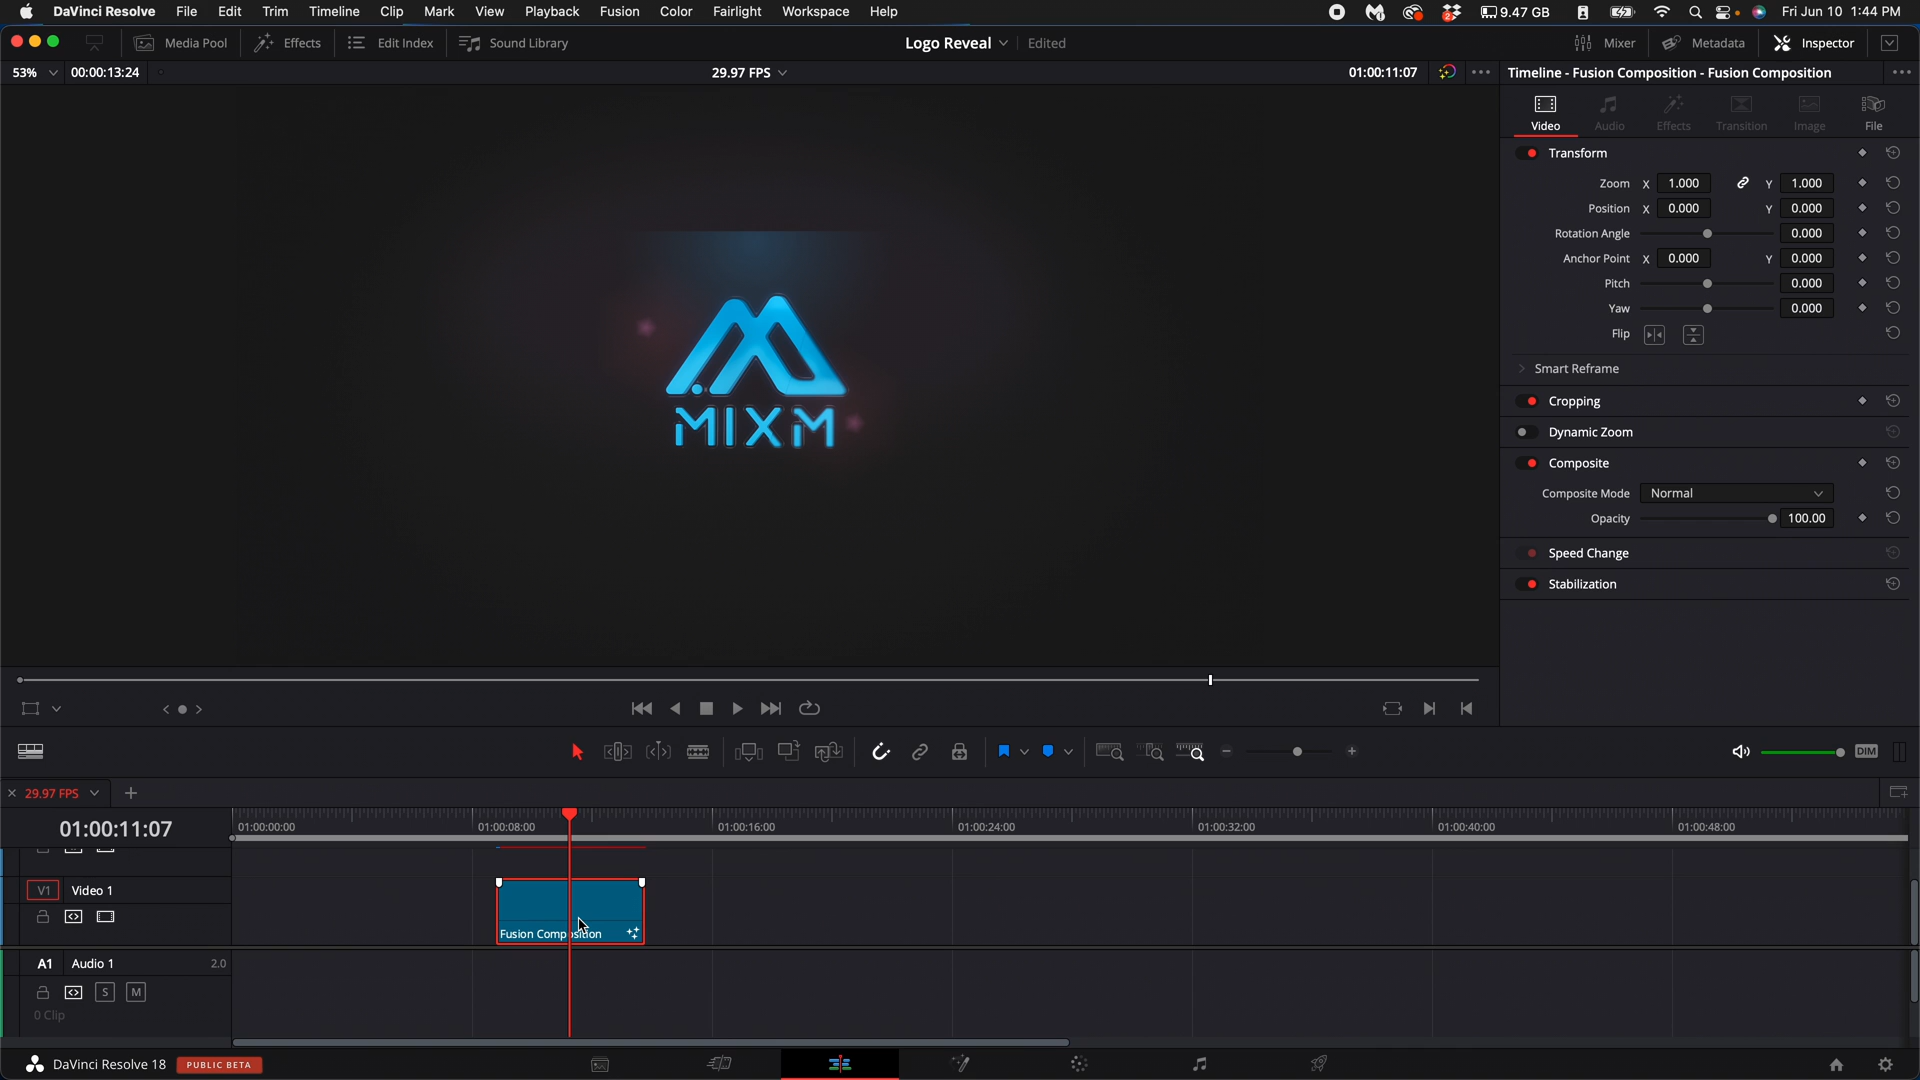 DaVinci Resolve File Edit Trim Timeline Clip Mark View Playback Fusion Color Fairlight Workspace Help 2 9.47 GB Fri Jun 10 1:44 PM
Media Pool Effects Edit Index Sound Library Logo Reveal Edited Mixer Metadata Inspector
53% 00:00:13:24 29.97 FPS 01:00:11:07 Timeline - Fusion Composition - Fusion Composition
Video Audio Effects Transition Image File
Transform
Zoom X 1.000 Y 1.000
Position X 0.000 Y 0.000
Rotation Angle 0.000
Anchor Point X 0.000 Y 0.000
Pitch 0.000
Yaw 0.000
Flip
Smart Reframe
Cropping
Dynamic Zoom
Composite
Composite Mode Normal
Opacity 100.00
Speed Change
Stabilization
MIXM
DIM
29.97 FPS
01:00:11:07
01:00:00:00 01:00:08:00 01:00:16:00 01:00:24:00 01:00:32:00 01:00:40:00 01:00:48:00
V1 Video 1
Fusion Composition
A1 Audio 1 2.0
S M
0 Clip
DaVinci Resolve 18 PUBLIC BETA